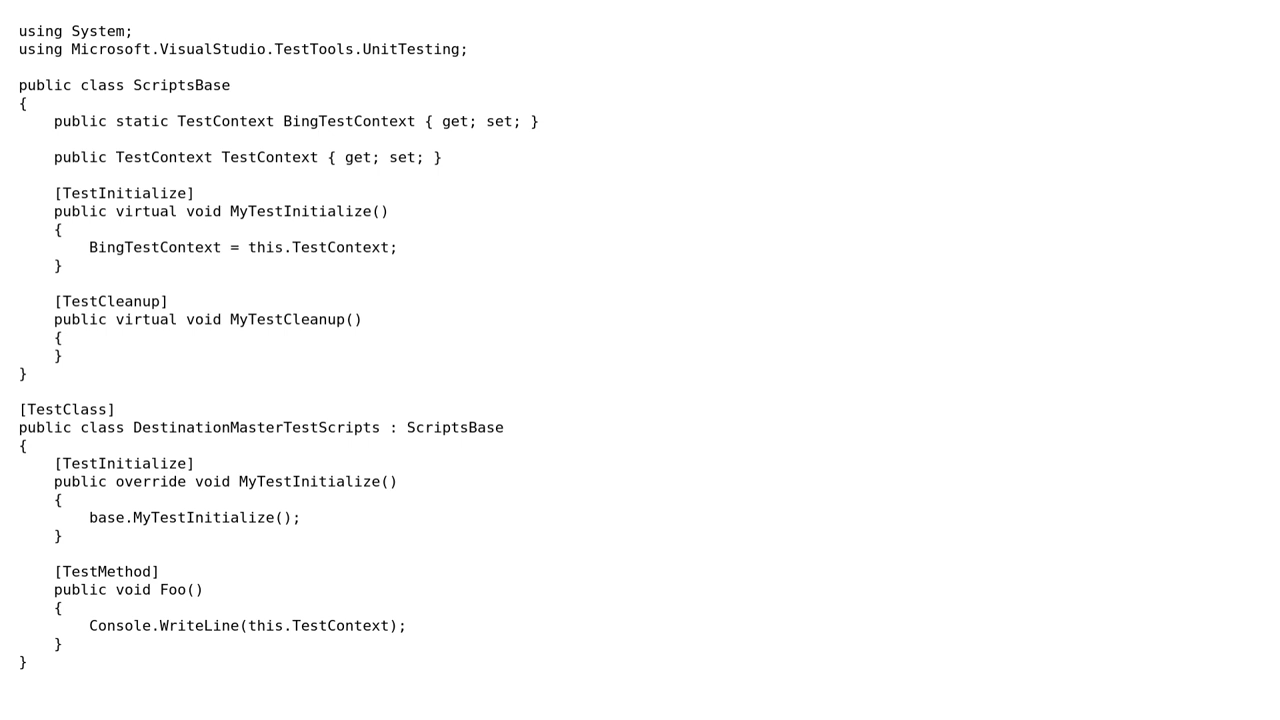 using System;
using Microsoft.VisualStudio.TestTools.UnitTesting;

public class ScriptsBase
{
    public static TestContext BingTestContext { get; set; }

    public TestContext TestContext { get; set; }

    [TestInitialize]
    public virtual void MyTestInitialize()
    {
        BingTestContext = this.TestContext;
    }

    [TestCleanup]
    public virtual void MyTestCleanup()
    {
    }
}

[TestClass]
public class DestinationMasterTestScripts : ScriptsBase
{
    [TestInitialize]
    public override void MyTestInitialize()
    {
        base.MyTestInitialize();
    }

    [TestMethod]
    public void Foo()
    {
        Console.WriteLine(this.TestContext);
    }
}